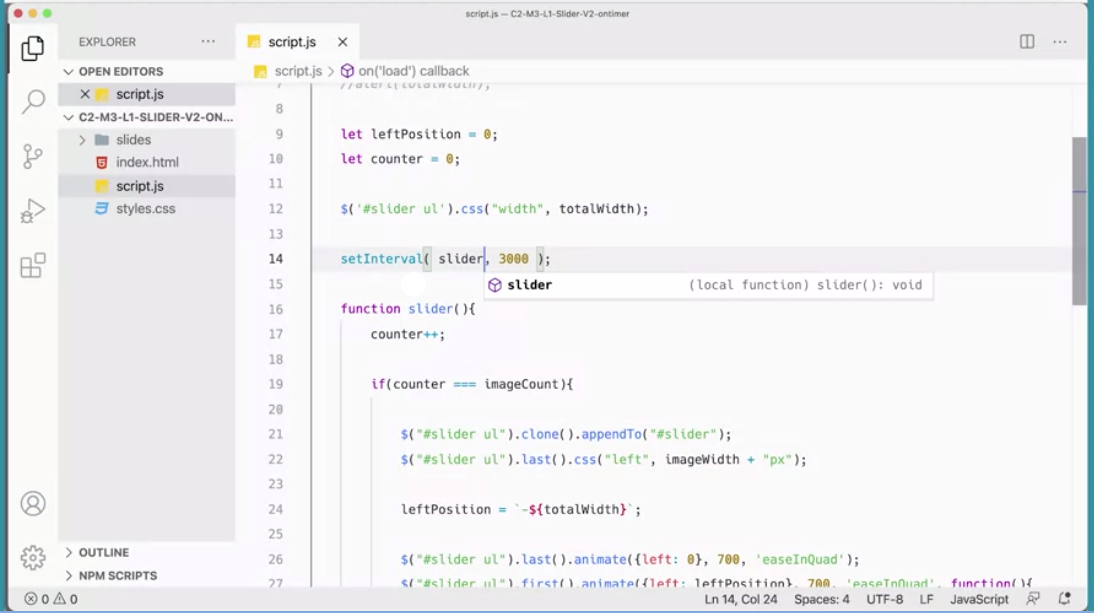 script.js — C2-M3-L1-Slider-V2-ontimer
EXPLORER
OPEN EDITORS
script.js
C2-M3-L1-SLIDER-V2-ON...
slides
index.html
script.js
styles.css
OUTLINE
NPM SCRIPTS
script.js
script.js > on('load') callback
7 //alert(totalWidth);
8
9 let leftPosition = 0;
10 let counter = 0;
11
12 $('#slider ul').css("width", totalWidth);
13
14 setInterval( slider, 3000 );
slider (local function) slider(): void
15
16 function slider(){
17 counter++;
18
19 if(counter === imageCount){
20
21 $("#slider ul").clone().appendTo("#slider");
22 $("#slider ul").last().css("left", imageWidth + "px");
23
24 leftPosition = `-${totalWidth}`;
25
26 $("#slider ul").last().animate({left: 0}, 700, 'easeInQuad');
27 $("#slider ul").first().animate({left: leftPosition}, 700, 'easeInQuad', function(){
0 0
Ln 14, Col 24 Spaces: 4 UTF-8 LF JavaScript